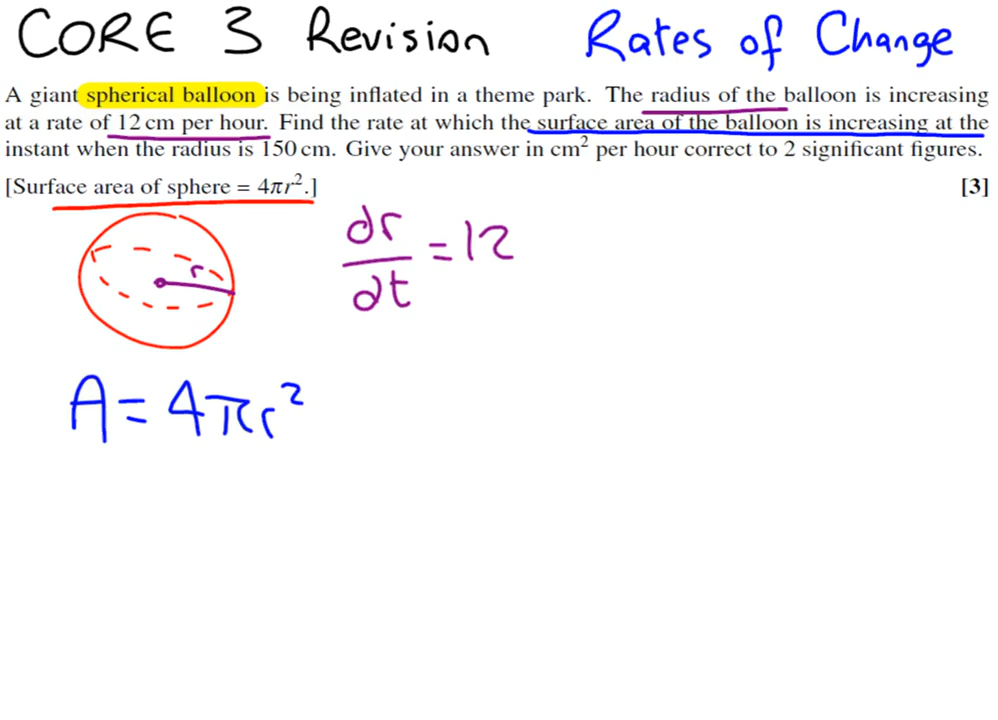 CORE 3 Revision Rates of Change
A giant spherical balloon is being inflated in a theme park. The radius of the balloon is increasing
at a rate of 12 cm per hour. Find the rate at which the surface area of the balloon is increasing at the
instant when the radius is 150 cm. Give your answer in cm² per hour correct to 2 significant figures.
[Surface area of sphere = 4πr².] [3]
r
dr/dt = 12
A = 4πr²